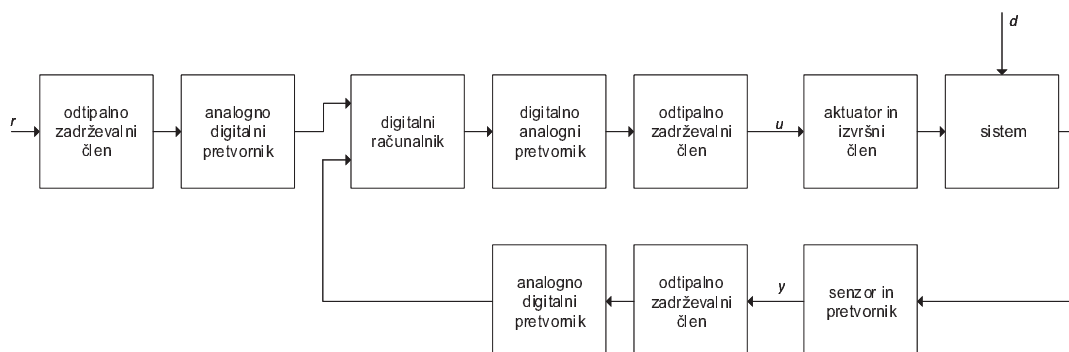 d
r
odtipalno
zadrževalni
člen
analogno
digitalni
pretvornik
digitalni
računalnik
digitalno
analogni
pretvornik
odtipalno
zadrževalni
člen
u
aktuator in
izvršni
člen
sistem
analogno
digitalni
pretvornik
odtipalno
zadrževalni
člen
y
senzor in
pretvornik